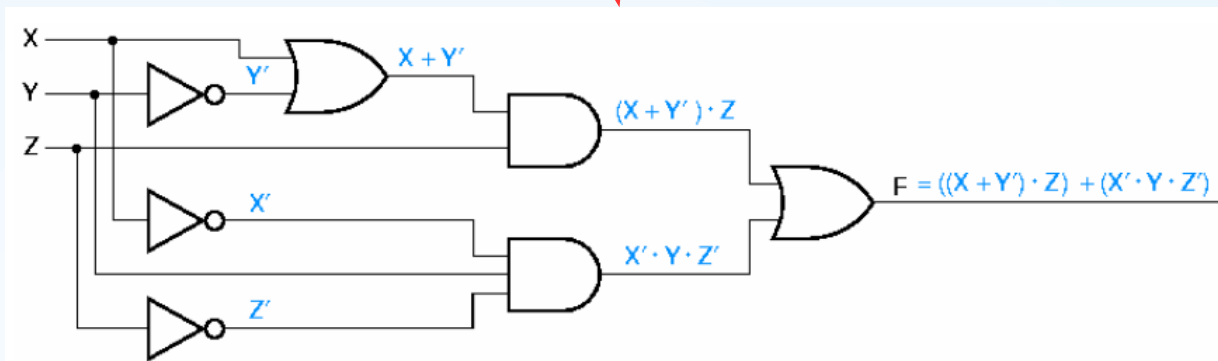 X
X + Y′
Y′
Y
(X + Y′ ) · Z
Z
F = ((X + Y′) · Z) + (X′ · Y · Z′)
X′
X′ · Y · Z′
Z′